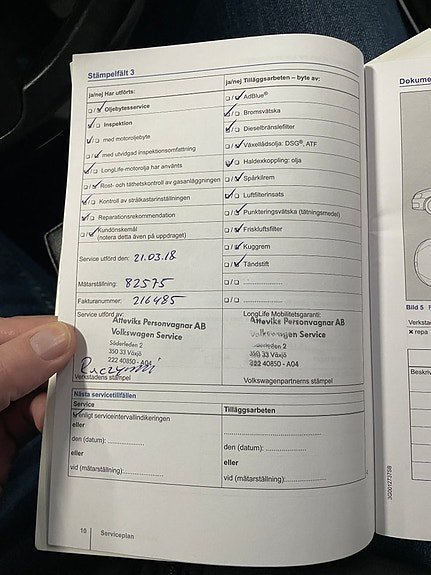 Stämpelfält 3
ja/nej Har utförts:
Oljebytesservice
Inspektion
med motoroljebyte
med utvidgad inspektionsomfattning
LongLife-motorolja har använts
Rost- och täthetskontroll av gasanläggningen
Kontroll av strålkastarinställningen
Reparationsrekommendation
Kundönskemål
(notera detta även på uppdraget)
Service utförd den: 21.03.18
Mätarställning: 82575
Fakturanummer: 216485
Service utförd av:
Atteviks Personvagnar AB
Volkswagen Service
Söderleden 2
350 33 Växjö
222 40850 - A04
Verkstadens stämpel
ja/nej Tilläggsarbeten – byte av:
AdBlue®
Bromsvätska
Dieselbränslefilter
Växellådsolja: DSG®, ATF
Haldexkoppling: olja
Spårkilrem
Luftfilterinsats
Punkteringsvätska (tätningsmedel)
Friskluftsfilter
Kuggrem
Tändstift
LongLife Mobilitetsgaranti:
Atteviks Personvagnar AB
Volkswagen Service
Söderleden 2
350 33 Växjö
222 40850 - A04
Volkswagenpartnerns stämpel
Nästa servicetillfällen
Service
enligt serviceintervallindikeringen
eller
den (datum):
eller
vid (mätarställning):
Tilläggsarbeten
den (datum):
eller
vid (mätarställning):
10 Serviceplan
Dokume
Bild 5
Verksta
repa
Beskriv